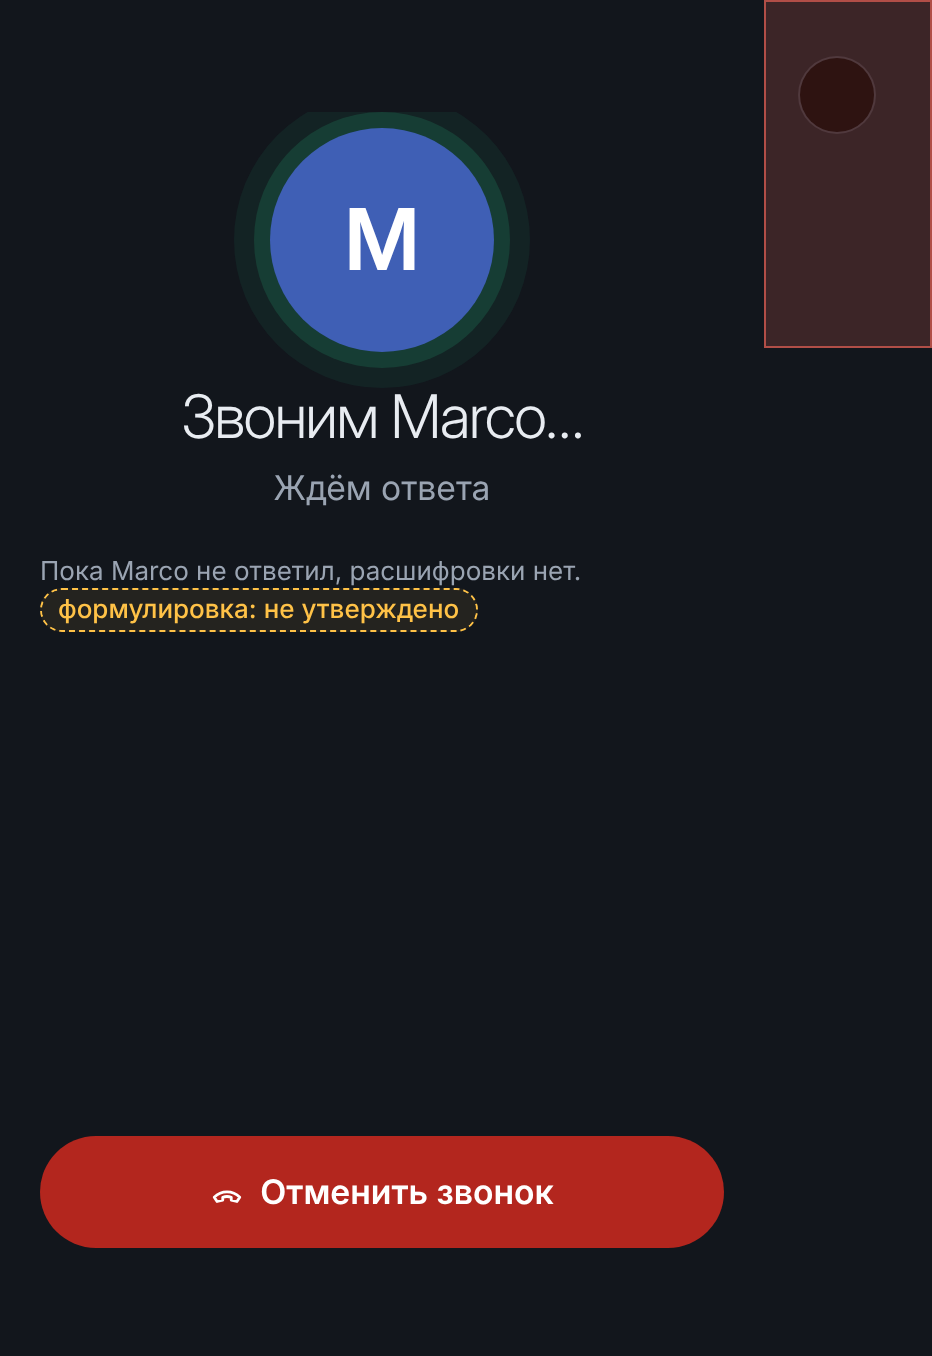 M
Звоним Marco...
Ждём ответа
Пока Marco не ответил, расшифровки нет.
формулировка: не утверждено
Отменить звонок